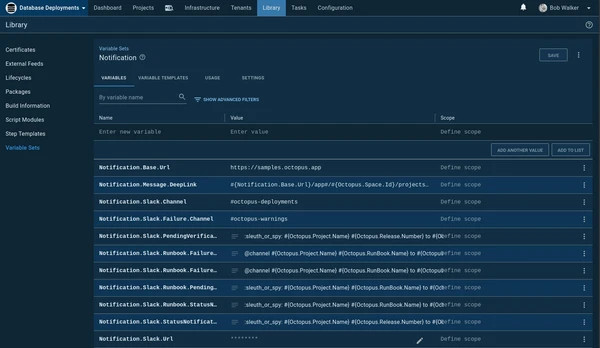 Database Deployments Dashboard Projects Infrastructure Tenants Library Tasks Configuration Bob Walker
Library
Certificates
External Feeds
Lifecycles
Packages
Build Information
Script Modules
Step Templates
Variable Sets
Variable Sets
Notification
SAVE
VARIABLES VARIABLE TEMPLATES USAGE SETTINGS
By variable name SHOW ADVANCED FILTERS
Name Value Scope
Enter new variable Enter value Define scope
ADD ANOTHER VALUE ADD TO LIST
Notification.Base.Url https://samples.octopus.app Define scope
Notification.Message.DeepLink #{Notification.Base.Url}/app#/#{Octopus.Space.Id}/projects… Define scope
Notification.Slack.Channel #octopus-deployments Define scope
Notification.Slack.Failure.Channel #octopus-warnings Define scope
Notification.Slack.PendingVerifica… :sleuth_or_spy: #{Octopus.Project.Name} #{Octopus.Release.Number} to #{Oc Define scope
Notification.Slack.Runbook.Failure… @channel #{Octopus.Project.Name} #{Octopus.RunBook.Name} to #{Octopu Define scope
Notification.Slack.Runbook.Failure… @channel #{Octopus.Project.Name} #{Octopus.RunBook.Name} to #{Octopu Define scope
Notification.Slack.Runbook.Pending… :sleuth_or_spy: #{Octopus.Project.Name} #{Octopus.RunBook.Name} to #{Oct Define scope
Notification.Slack.Runbook.StatusN… :sleuth_or_spy: #{Octopus.Project.Name} #{Octopus.RunBook.Name} to #{Oct Define scope
Notification.Slack.StatusNotificat… :sleuth_or_spy: #{Octopus.Project.Name} #{Octopus.Release.Number} to #{Oc Define scope
Notification.Slack.Url ******** Define scope